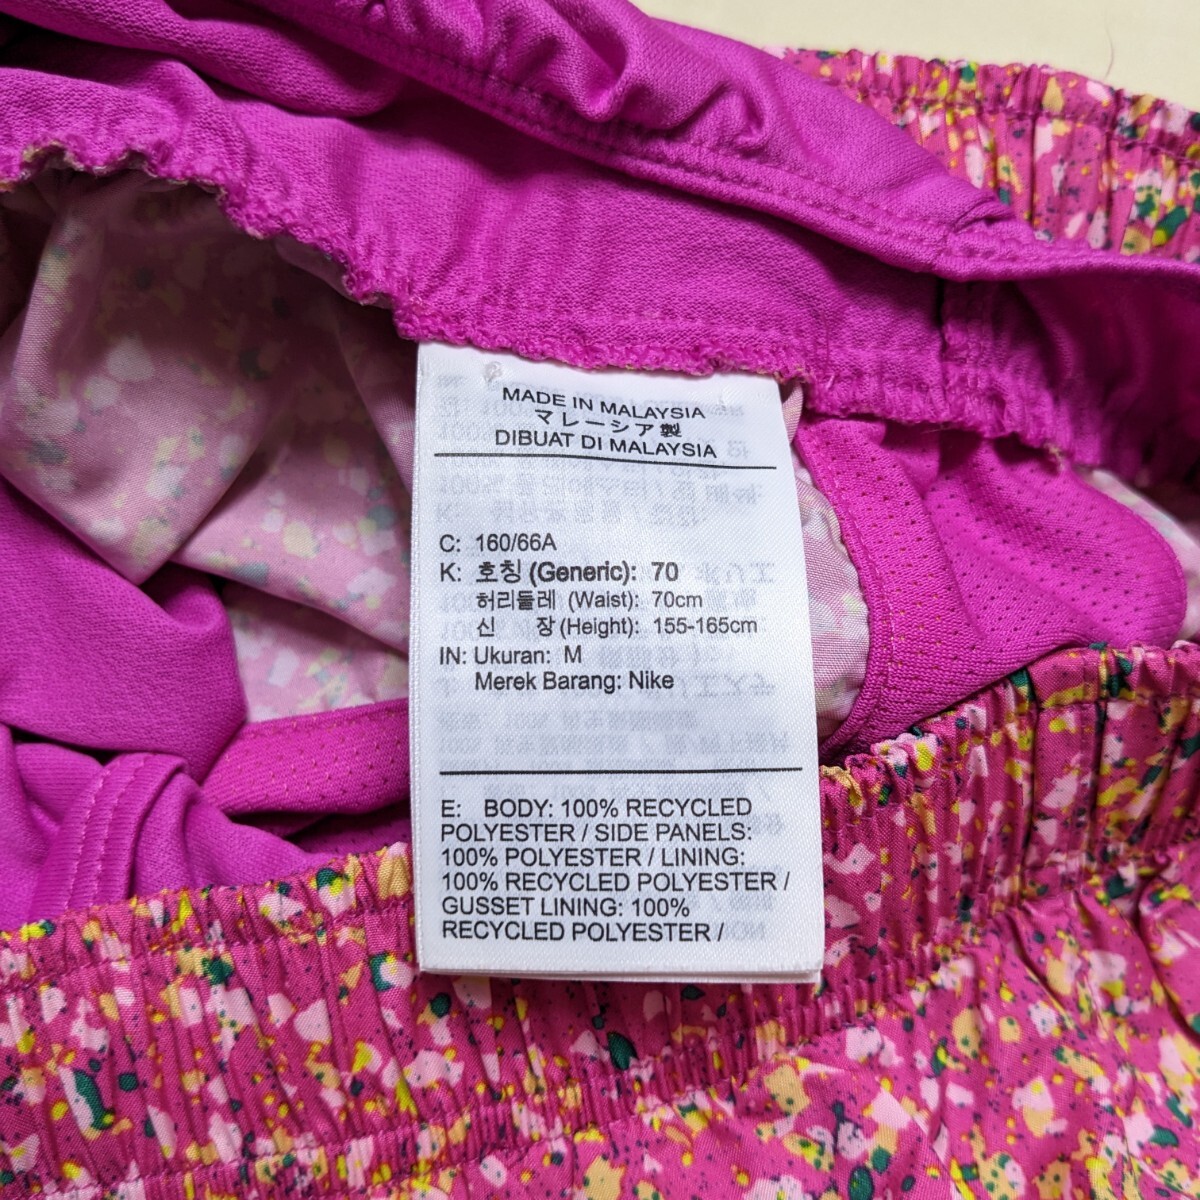 MADE IN MALAYSIA
マレーシア製
DIBUAT DI MALAYSIA
C: 160/66A
K: 호칭 (Generic): 70
허리둘레 (Waist): 70cm
신 장 (Height): 155-165cm
IN: Ukuran: M
Merek Barang: Nike
E: BODY: 100% RECYCLED
POLYESTER / SIDE PANELS:
100% POLYESTER / LINING:
100% RECYCLED POLYESTER /
GUSSET LINING: 100%
RECYCLED POLYESTER /